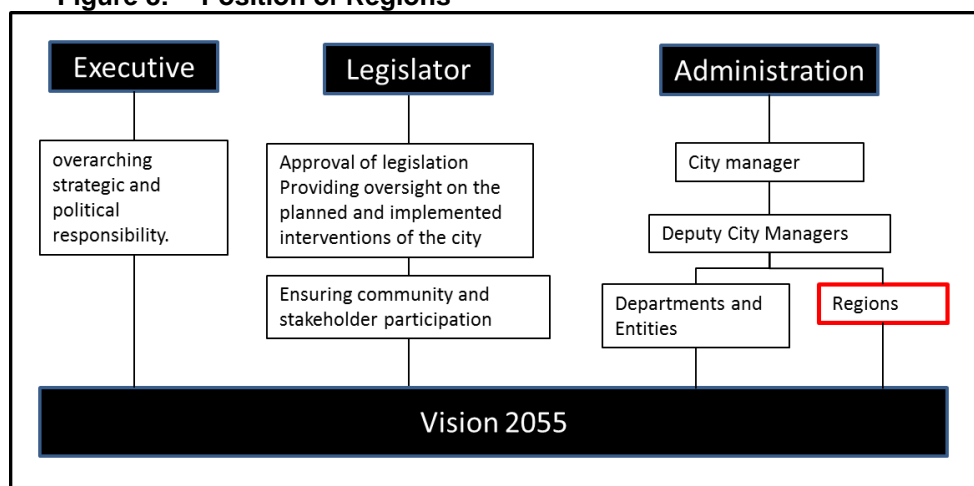 Figure Position of Regions
Executive
Legislator
Administration
overarching
strategic and
political
responsibility.
Approval of legislation
Providing oversight on the
planned and implemented
interventions of the city
Ensuring community and
stakeholder participation
City manager
Deputy City Managers
Departments and
Entities
Regions
Vision 2055